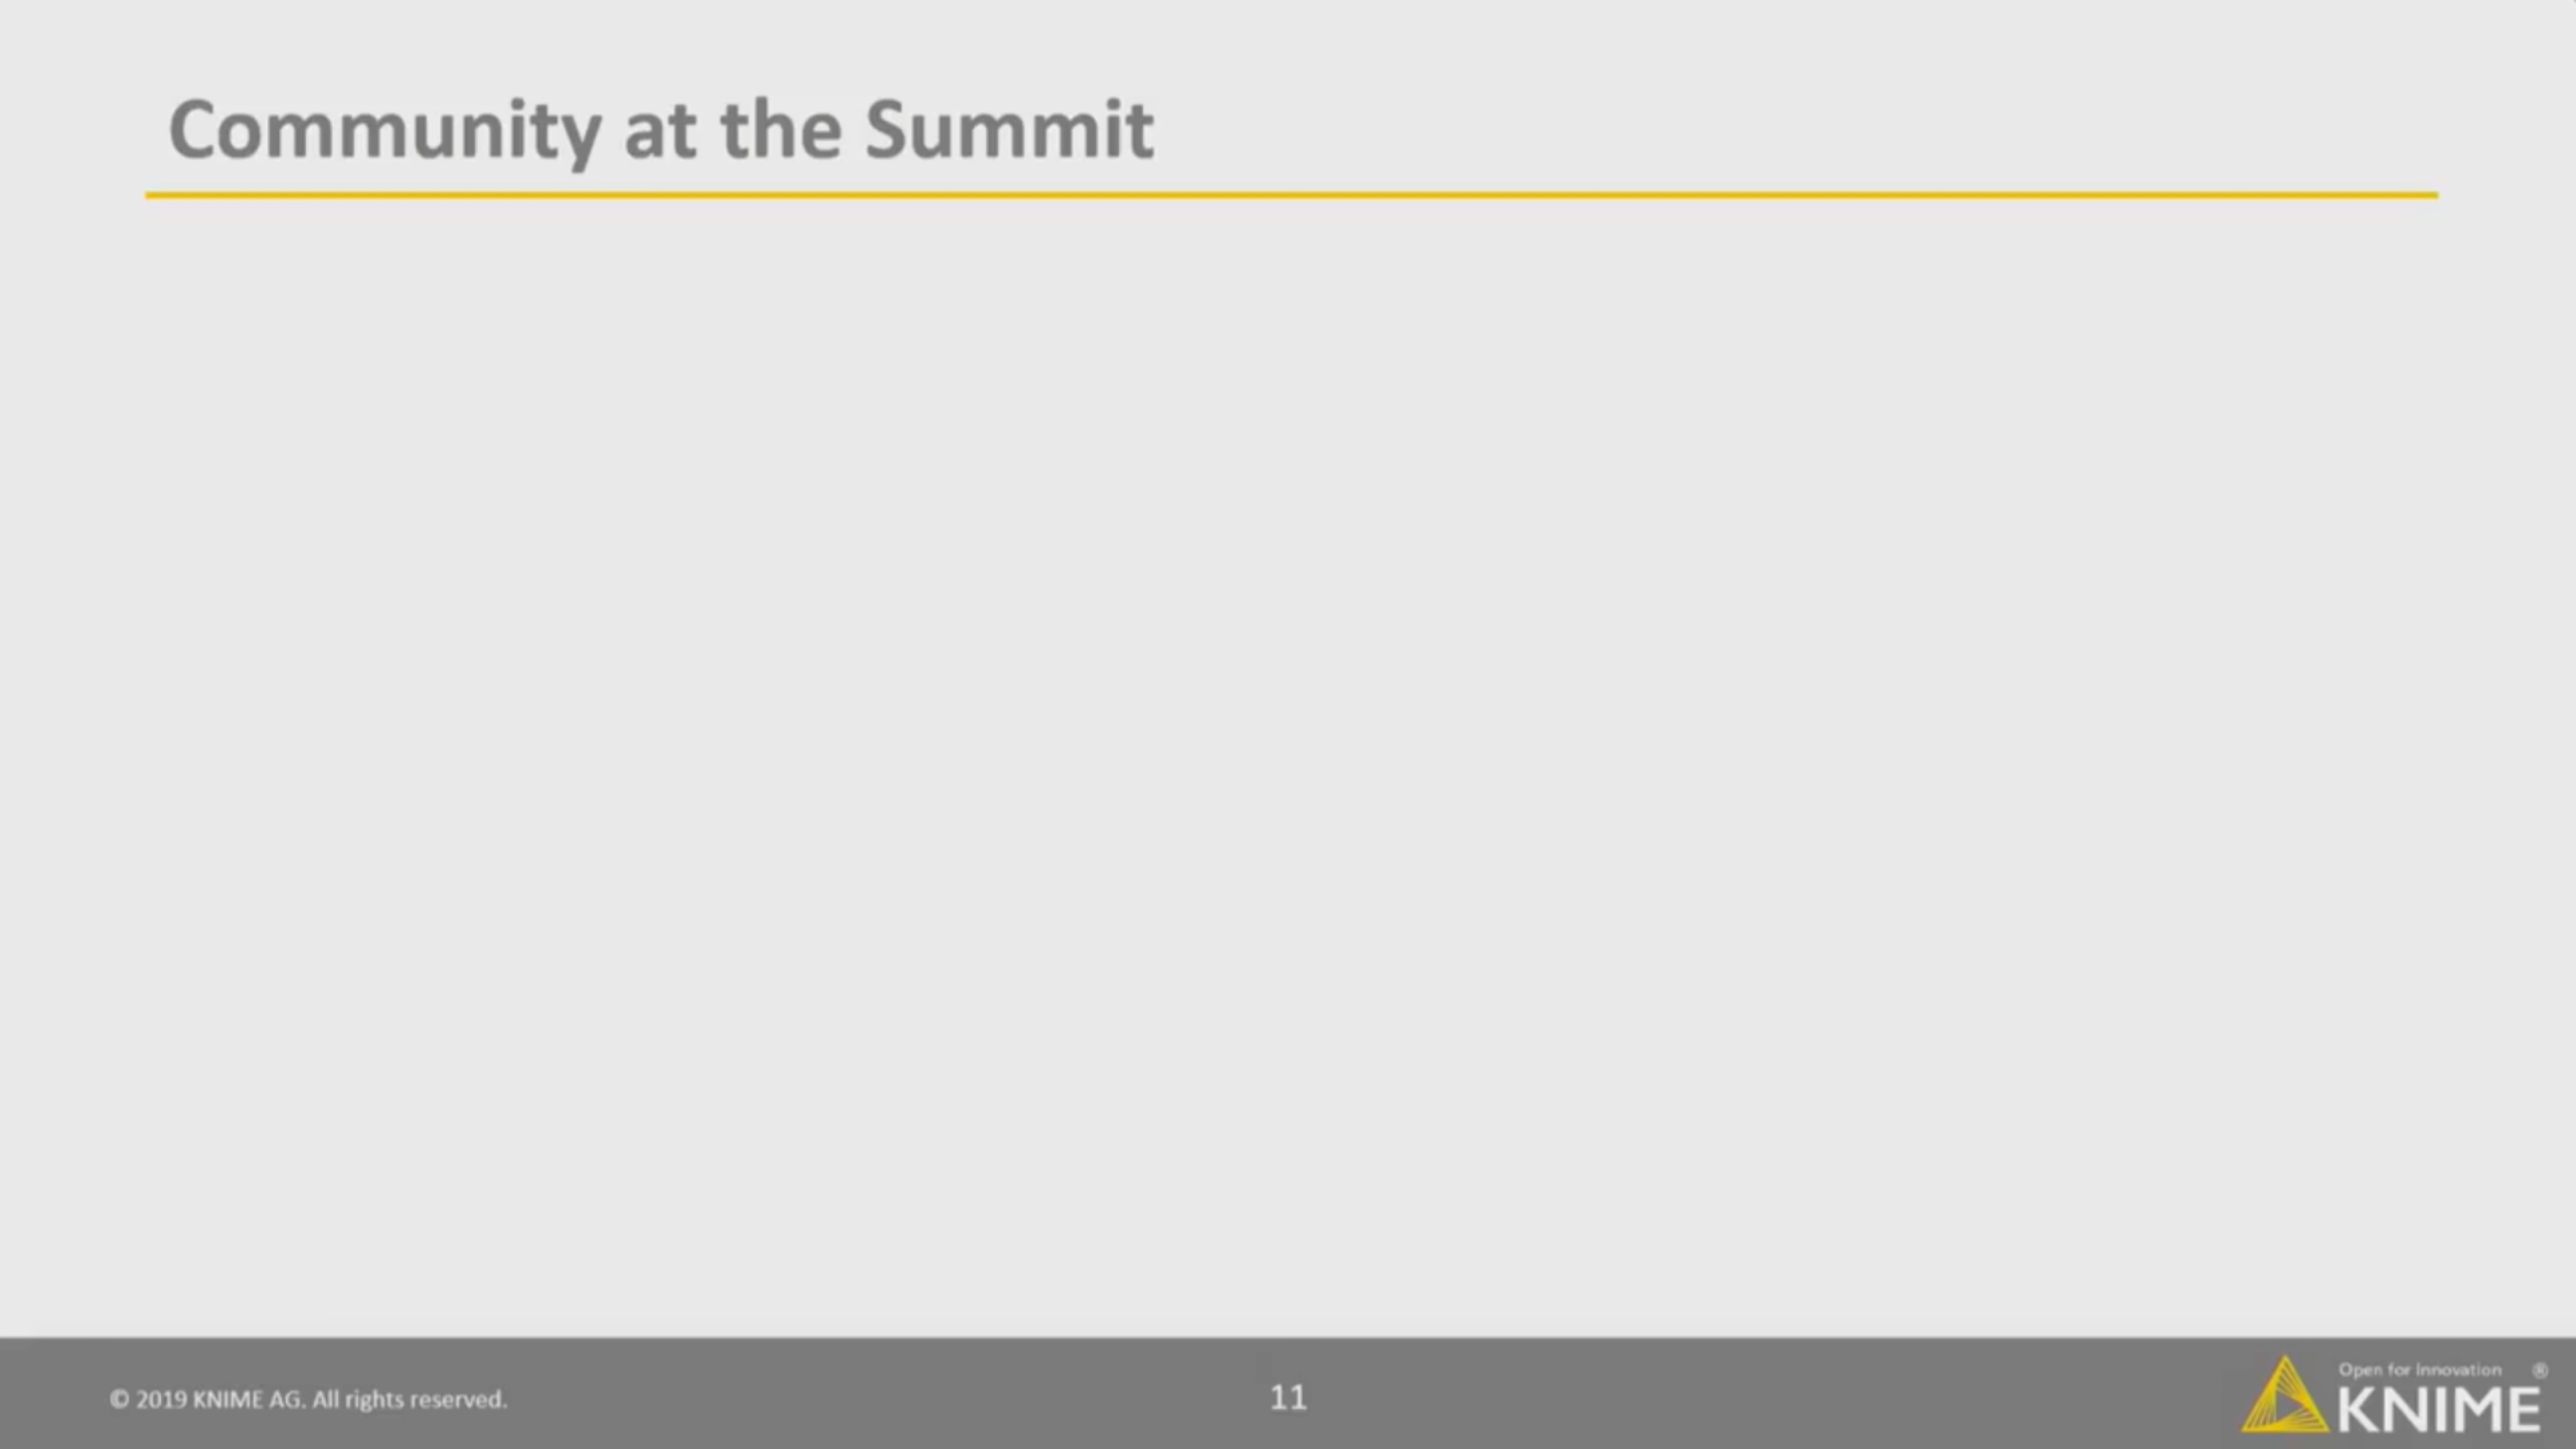 Community at the Summit
© 2019 KNIME AG. All rights reserved.
11
Open for Innovation ®
KNIME